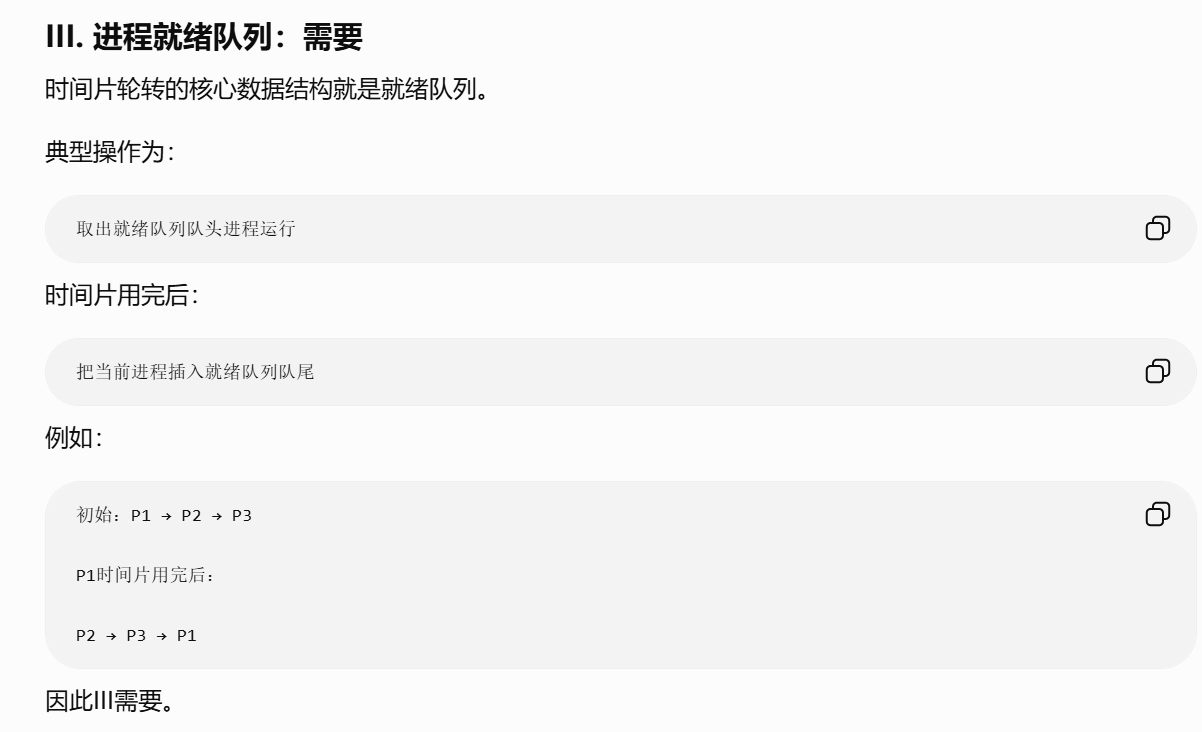 III. 进程就绪队列：需要
时间片轮转的核心数据结构就是就绪队列。
典型操作为：
取出就绪队列队头进程运行
时间片用完后：
把当前进程插入就绪队列队尾
例如：
初始：P1 → P2 → P3
P1时间片用完后：
P2 → P3 → P1
因此III需要。